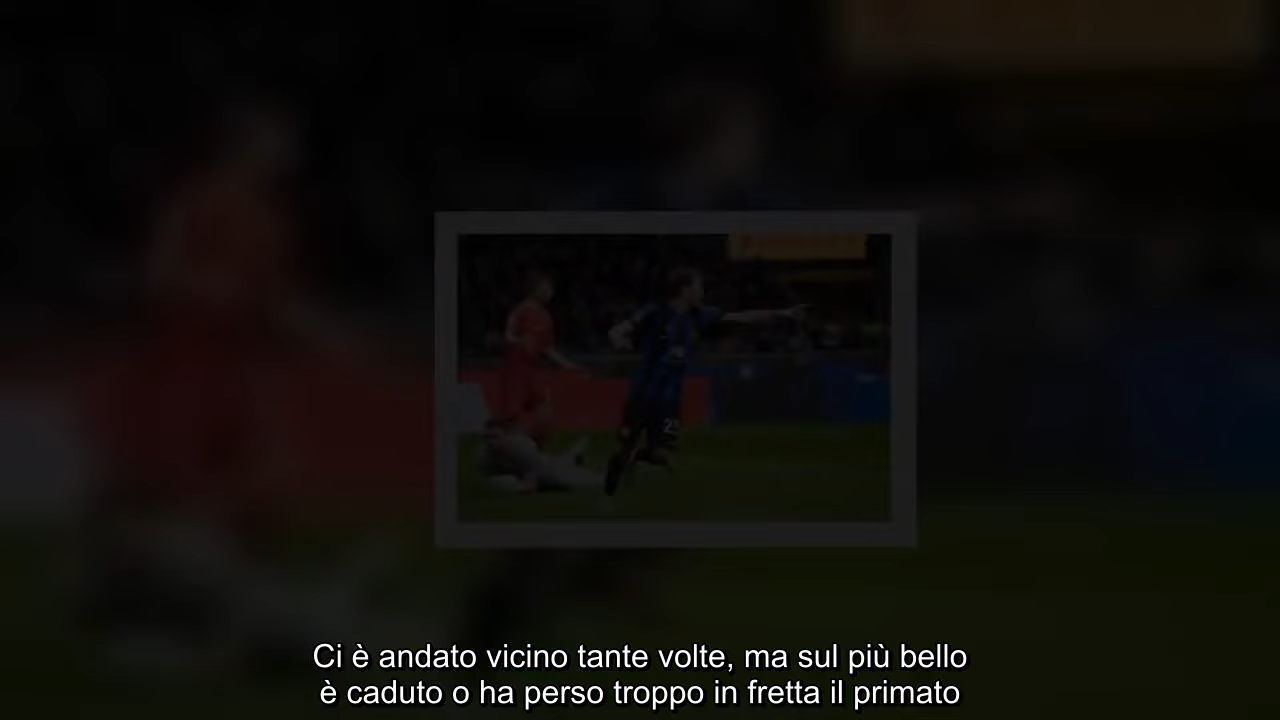 Ci è andato vicino tante volte, ma sul più bello
è caduto o ha perso troppo in fretta il primato